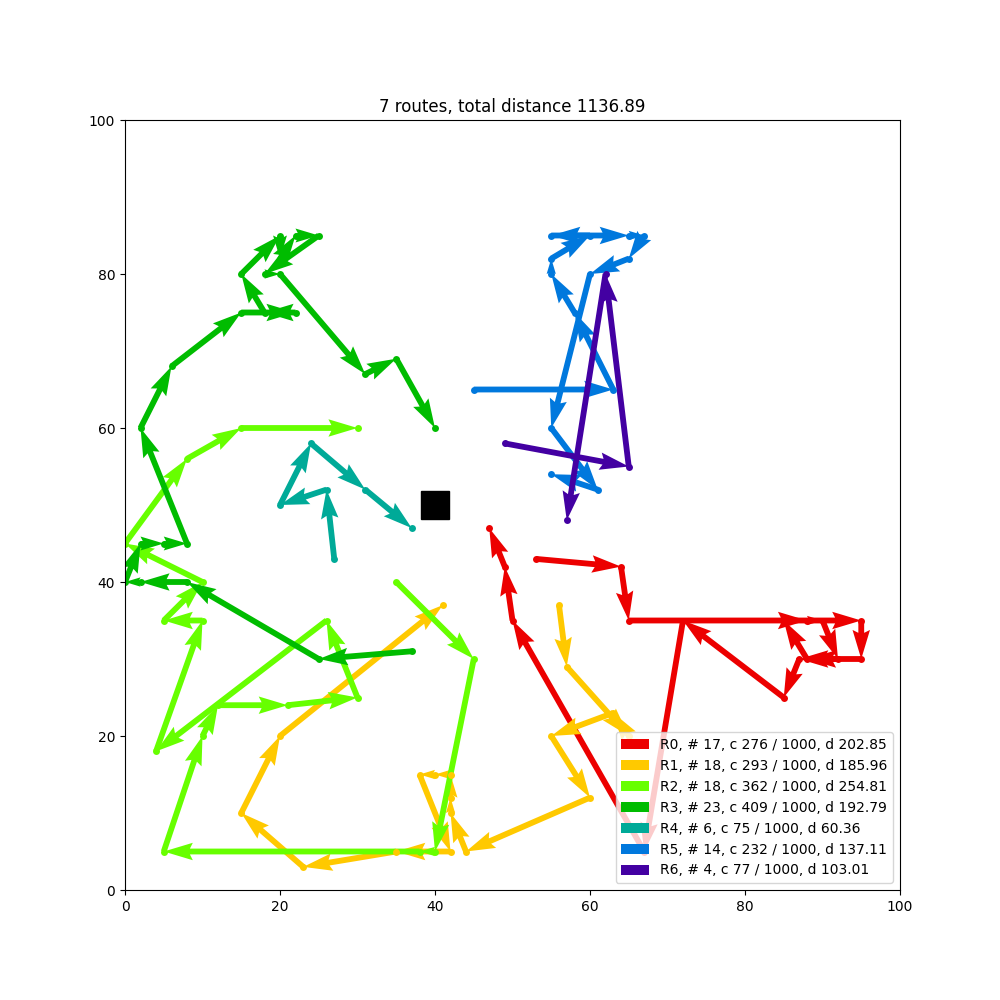 7 routes, total distance 1136.89
100
80
60
40
20
0
0 20 40 60 80 100
R0, # 17, c 276 / 1000, d 202.85
R1, # 18, c 293 / 1000, d 185.96
R2, # 18, c 362 / 1000, d 254.81
R3, # 23, c 409 / 1000, d 192.79
R4, # 6, c 75 / 1000, d 60.36
R5, # 14, c 232 / 1000, d 137.11
R6, # 4, c 77 / 1000, d 103.01